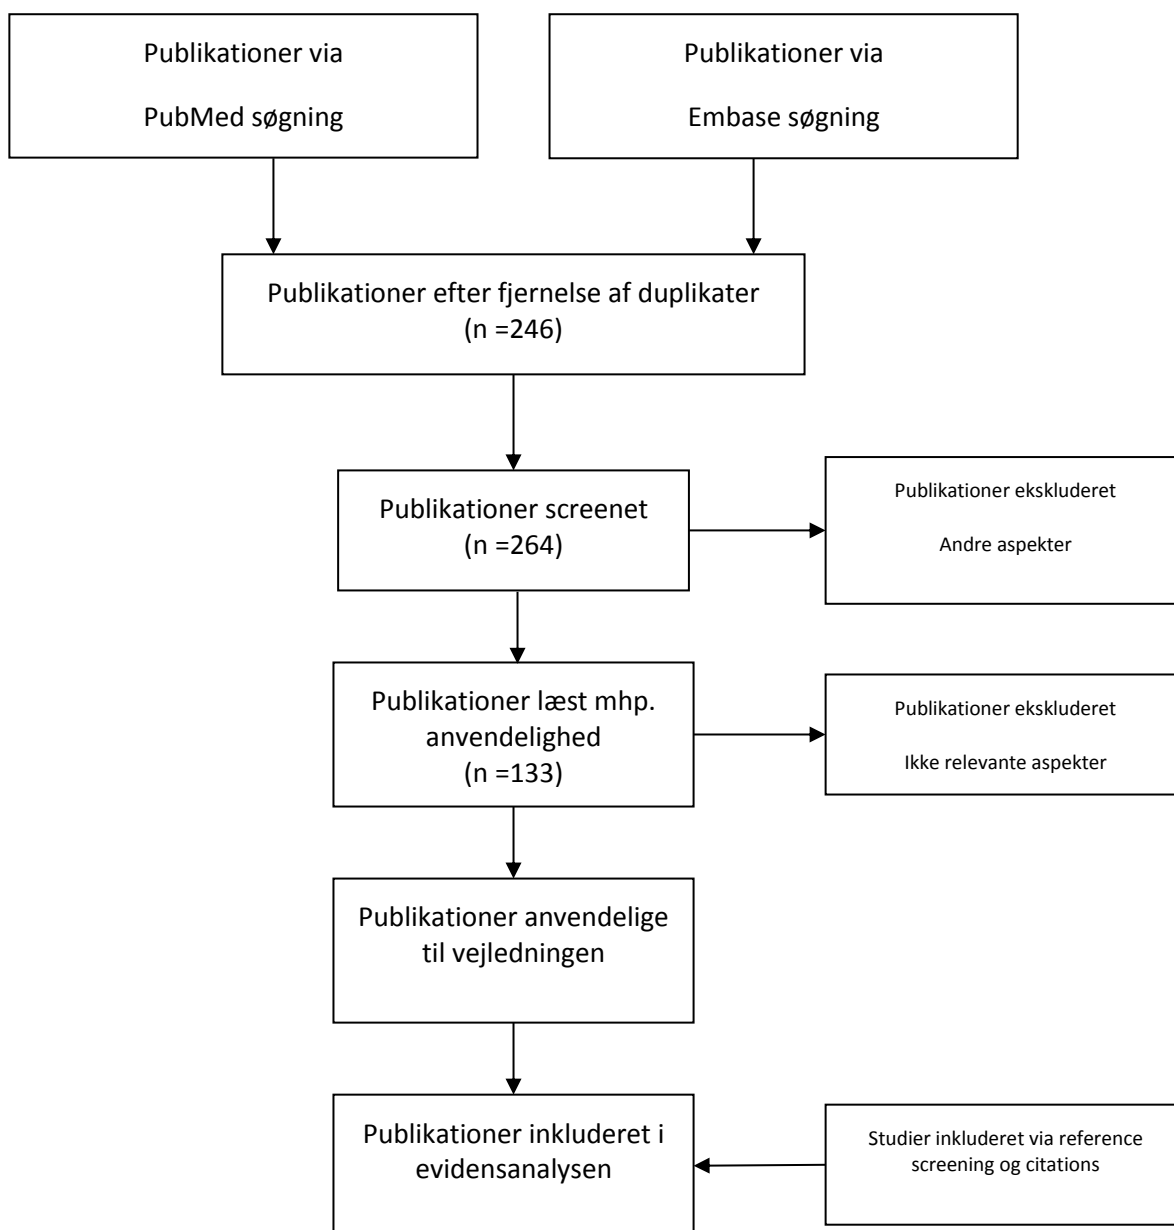 Publikationer via
PubMed søgning
Publikationer via
Embase søgning
Publikationer efter fjernelse af duplikater
(n =246)
Publikationer screenet
(n =264)
Publikationer ekskluderet
Andre aspekter
Publikationer læst mhp.
anvendelighed
(n =133)
Publikationer ekskluderet
Ikke relevante aspekter
Publikationer anvendelige
til vejledningen
Publikationer inkluderet i
evidensanalysen
Studier inkluderet via reference
screening og citations